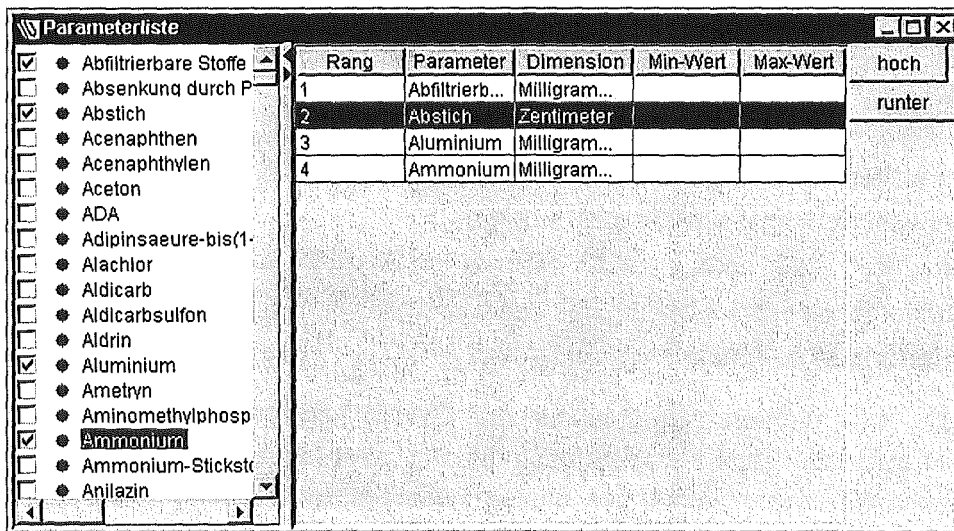 Parameterliste
Abfiltrierbare Stoffe
Absenkung durch P
Abstich
Acenaphthen
Acenaphthylen
Aceton
ADA
Adipinsaeure-bis(1-
Alachlor
Aldicarb
Aldicarbsulfon
Aldrin
Aluminium
Ametryn
Aminomethylphosp
Ammonium
Ammonium-Sticksto
Anilazin
Rang Parameter Dimension Min-Wert Max-Wert
1 Abfiltrierb... Milligram...
2 Abstich Zentimeter
3 Aluminium Milligram...
4 Ammonium Milligram...
hoch
runter